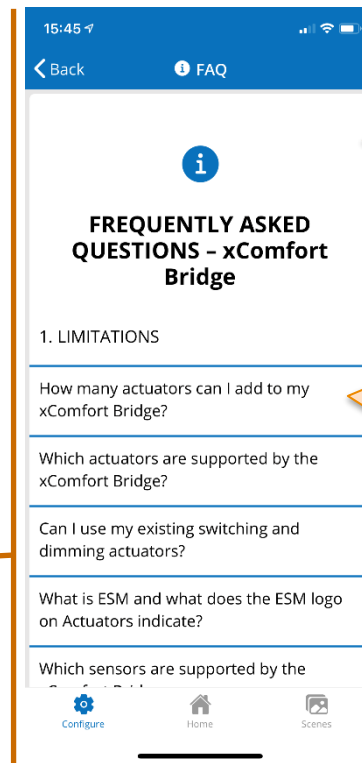 15:45
Back
FAQ
FREQUENTLY ASKED
QUESTIONS – xComfort
Bridge
1. LIMITATIONS
How many actuators can I add to my
xComfort Bridge?
Which actuators are supported by the
xComfort Bridge?
Can I use my existing switching and
dimming actuators?
What is ESM and what does the ESM logo
on Actuators indicate?
Which sensors are supported by the
Configure
Home
Scenes